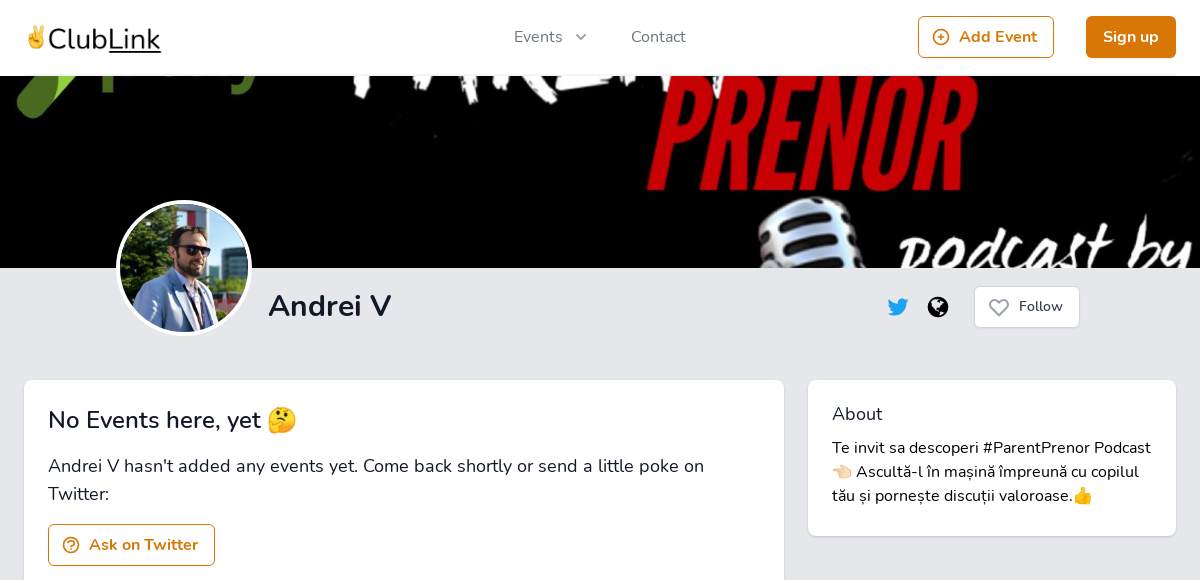 ✌️ClubLink
Events
Contact
Add Event
Sign up
PRENOR
podcast by
Andrei V
Follow
No Events here, yet 🤔
Andrei V hasn't added any events yet. Come back shortly or send a little poke on
Twitter:
Ask on Twitter
About
Te invit sa descoperi #ParentPrenor Podcast
👈🏻 Ascultă-l în mașină împreună cu copilul
tău și pornește discuții valoroase.👍